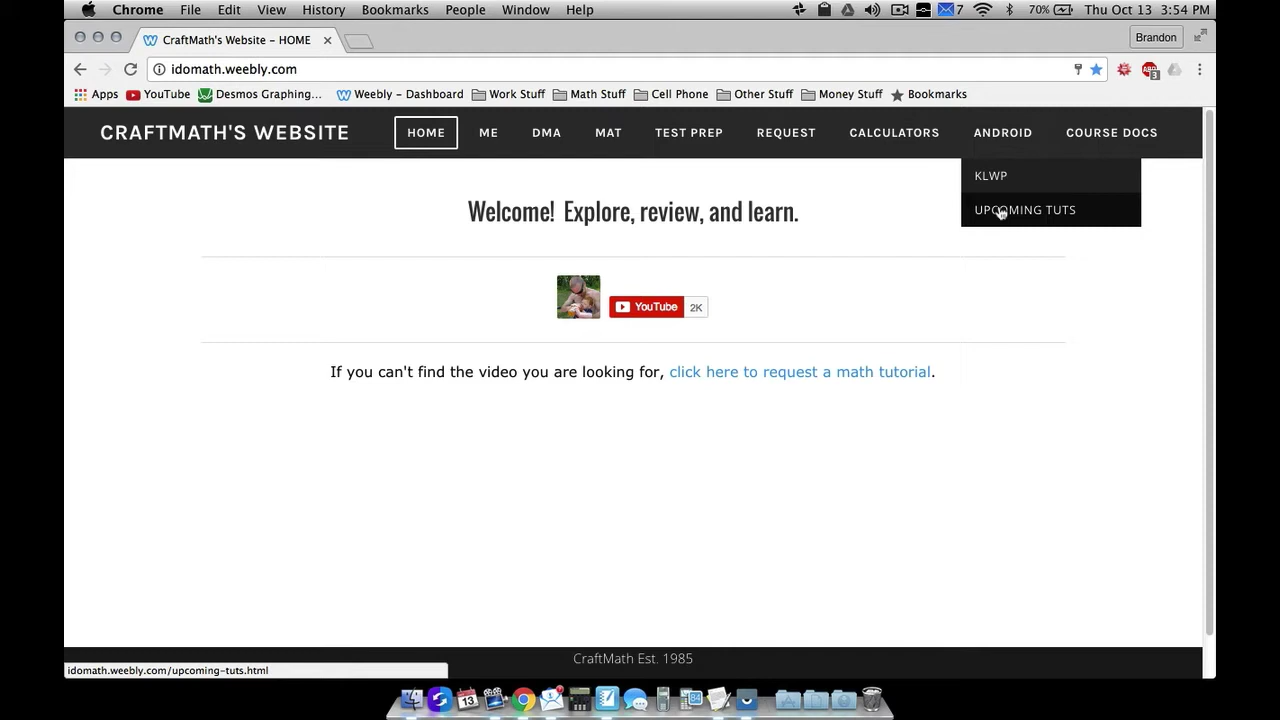 Chrome File Edit View History Bookmarks People Window Help 7 70% Thu Oct 13 3:54 PM
CraftMath's Website – HOME Brandon
idomath.weebly.com 3
Apps YouTube Desmos Graphing... Weebly – Dashboard Work Stuff Math Stuff Cell Phone Other Stuff Money Stuff Bookmarks
CRAFTMATH'S WEBSITE HOME ME DMA MAT TEST PREP REQUEST CALCULATORS ANDROID COURSE DOCS
KLWP
UPCOMING TUTS
Welcome! Explore, review, and learn.
YouTube 2K
If you can't find the video you are looking for, click here to request a math tutorial.
CraftMath Est. 1985
idomath.weebly.com/upcoming-tuts.html
13